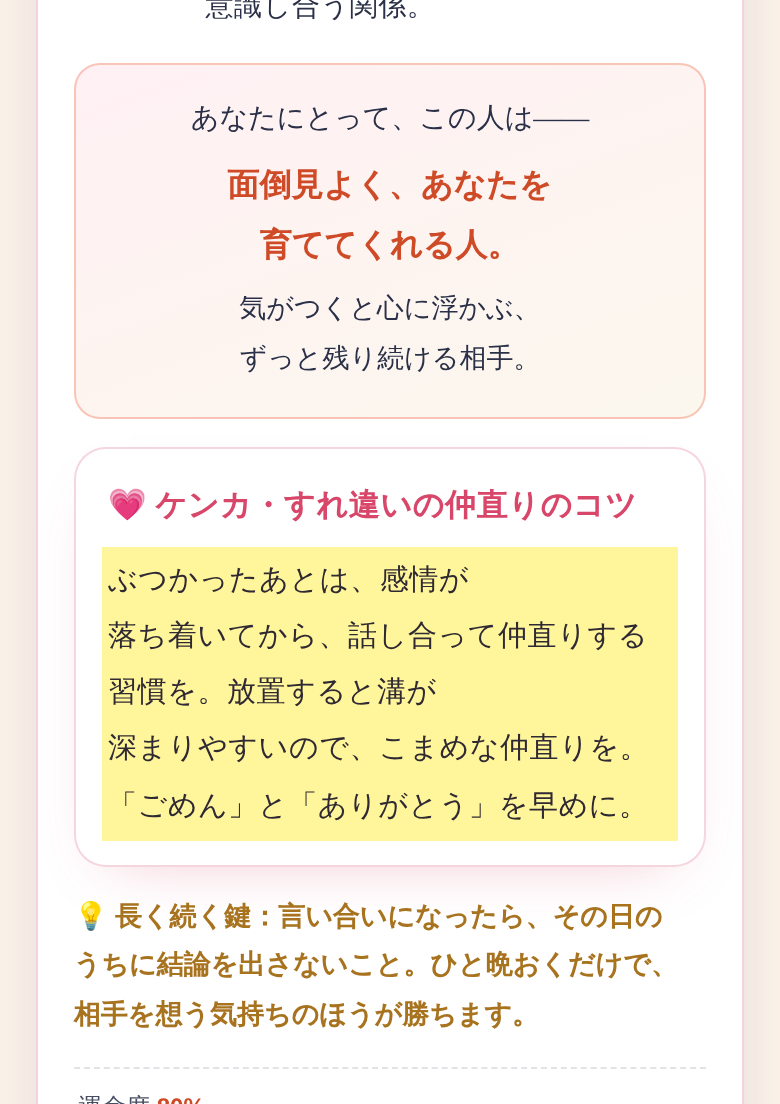 意識し合う関係。
あなたにとって、この人は——
面倒見よく、あなたを
育ててくれる人。
気がつくと心に浮かぶ、
ずっと残り続ける相手。
💗 ケンカ・すれ違いの仲直りのコツ
ぶつかったあとは、感情が
落ち着いてから、話し合って仲直りする
習慣を。放置すると溝が
深まりやすいので、こまめな仲直りを。
「ごめん」と「ありがとう」を早めに。
💡 長く続く鍵：言い合いになったら、その日の
うちに結論を出さないこと。ひと晩おくだけで、
相手を想う気持ちのほうが勝ちます。